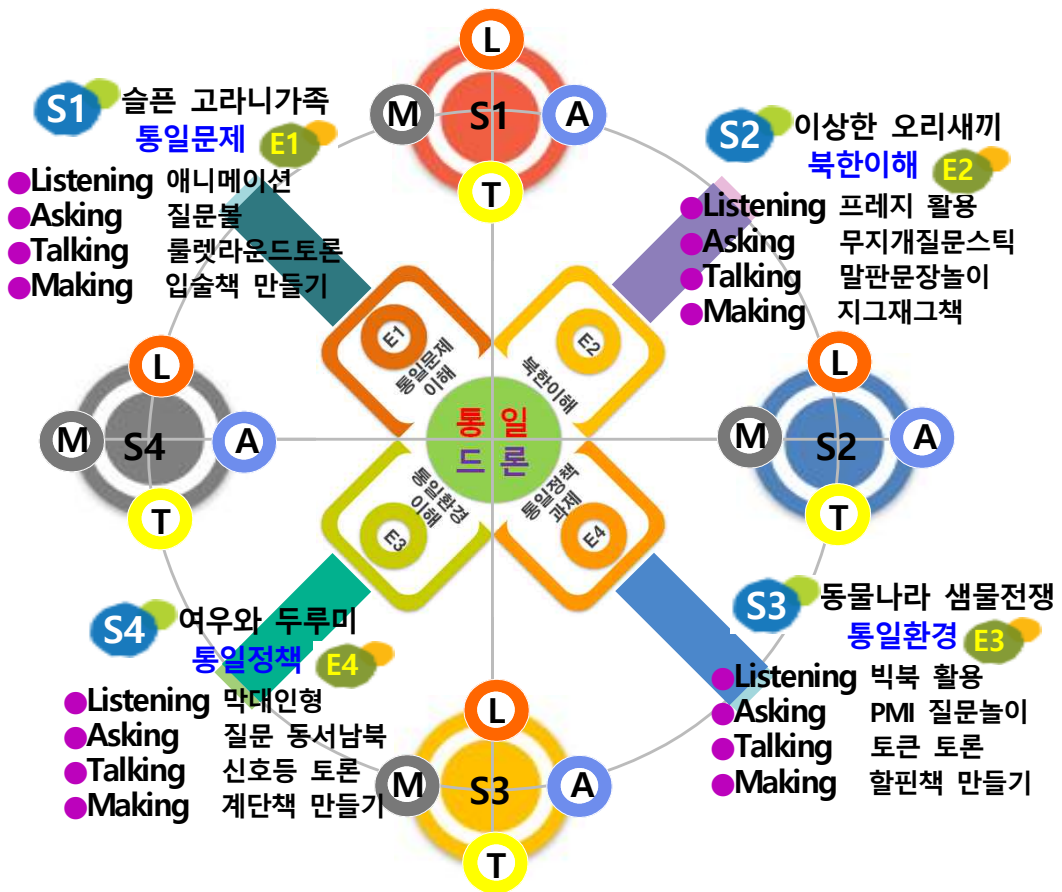 L
M
S1
A
T
S1 슬픈 고라니가족
통일문제 E1
Listening 애니메이션
Asking 질문볼
Talking 룰렛라운드토론
Making 입술책 만들기
S2 이상한 오리새끼
북한이해 E2
Listening 프레지 활용
Asking 무지개질문스틱
Talking 말판문장놀이
Making 지그재그책
E1
통일문제
이해
E2
북한이해
통 일
드 론
E3
통일환경
이해
E4
통일정책
과제
L
M
S4
A
T
L
M
S2
A
T
S4 여우와 두루미
통일정책 E4
Listening 막대인형
Asking 질문 동서남북
Talking 신호등 토론
Making 계단책 만들기
S3 동물나라 샘물전쟁
통일환경 E3
Listening 빅북 활용
Asking PMI 질문놀이
Talking 토큰 토론
Making 할핀책 만들기
L
M
S3
A
T